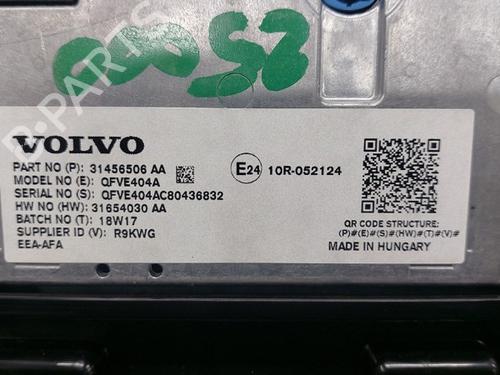 0052
VOLVO
PART NO (P): 31456506 AA
MODEL NO (E): QFVE404A
SERIAL NO (S): QFVE404AC80436832
HW NO (HW): 31654030 AA
BATCH NO (T): 18W17
SUPPLIER ID (V): R9KWG
EEA-AFA
E24 10R-052124
QR CODE STRUCTURE:
(P)#(E)#(S)#(HW)#(T)#(V)#
MADE IN HUNGARY